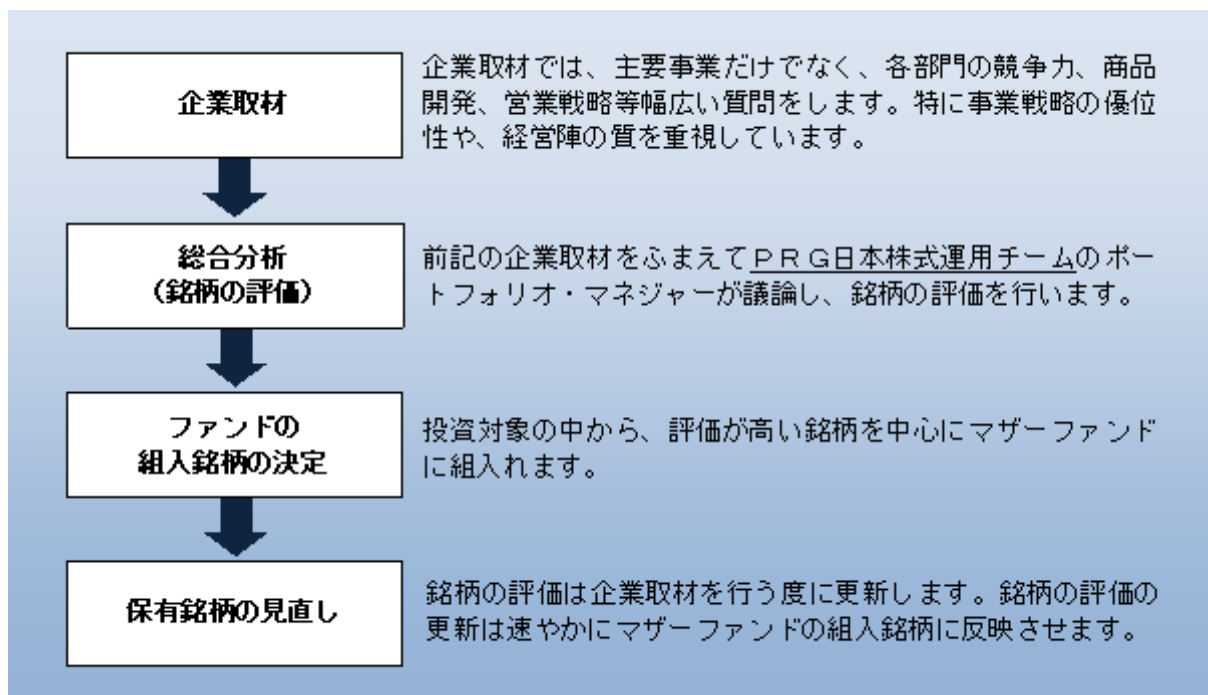 企業取材
企業取材では、主要事業だけでなく、各部門の競争力、商品
開発、営業戦略等幅広い質問をします。特に事業戦略の優位
性や、経営陣の質を重視しています。
総合分析
（銘柄の評価）
前記の企業取材をふまえてＰＲＧ日本株式運用チームのポー
トフォリオ・マネジャーが議論し、銘柄の評価を行います。
ファンドの
組入銘柄の決定
投資対象の中から、評価が高い銘柄を中心にマザーファンド
に組入れます。
保有銘柄の見直し
銘柄の評価は企業取材を行う度に更新します。銘柄の評価の
更新は速やかにマザーファンドの組入銘柄に反映させます。